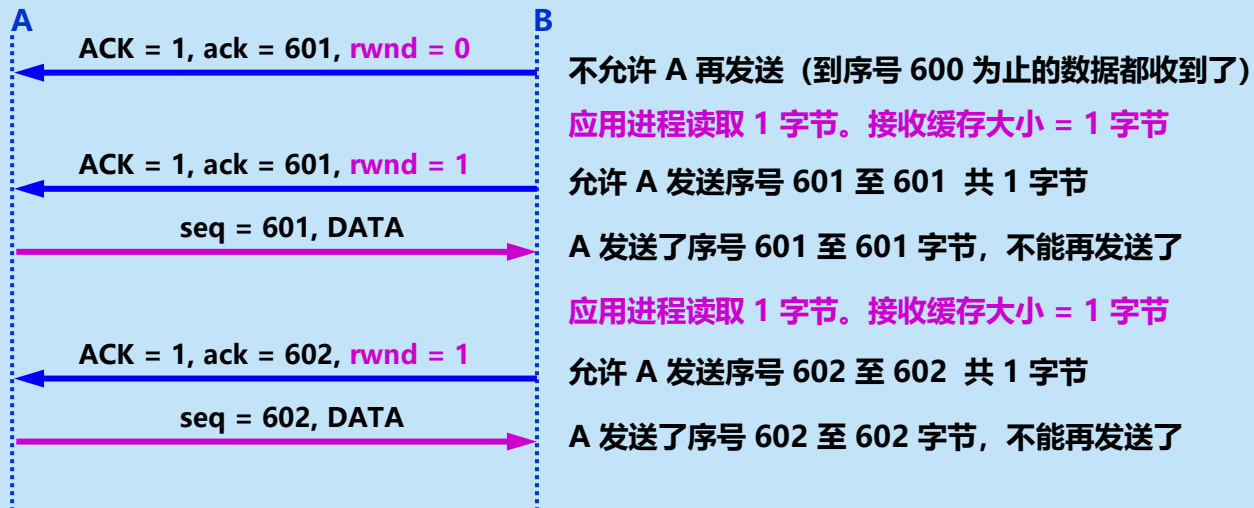 A B
ACK = 1, ack = 601, rwnd = 0
不允许 A 再发送（到序号 600 为止的数据都收到了）
应用进程读取 1 字节。接收缓存大小 = 1 字节
ACK = 1, ack = 601, rwnd = 1
允许 A 发送序号 601 至 601 共 1 字节
seq = 601, DATA
A 发送了序号 601 至 601 字节，不能再发送了
应用进程读取 1 字节。接收缓存大小 = 1 字节
ACK = 1, ack = 602, rwnd = 1
允许 A 发送序号 602 至 602 共 1 字节
seq = 602, DATA
A 发送了序号 602 至 602 字节，不能再发送了